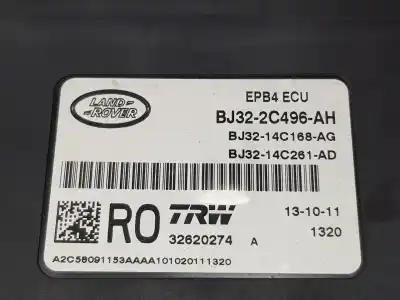 EPB4 ECU
LAND ROVER
BJ32-2C496-AH
BJ32-14C168-AG
BJ32-14C261-AD
RO TRW 13-10-11
32620274 A 1320
A2C58091153AAAA101020111320